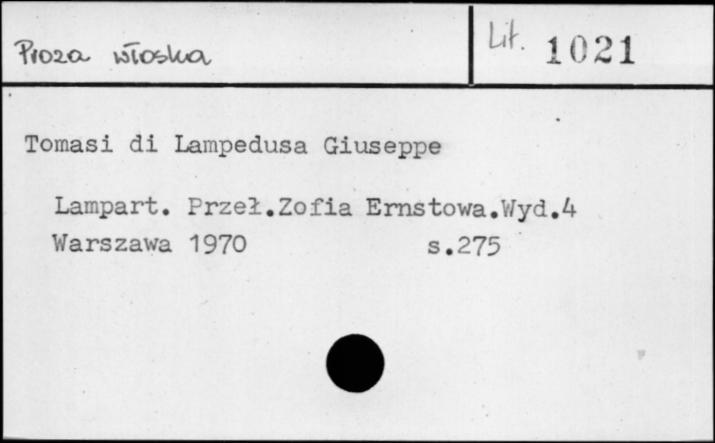 Proza włoska
Lit. 1021
Tomasi di Lampedusa Giuseppe
Lampart. Przeł.Zofia Ernstowa.Wyd.4
Warszawa 1970 s.275